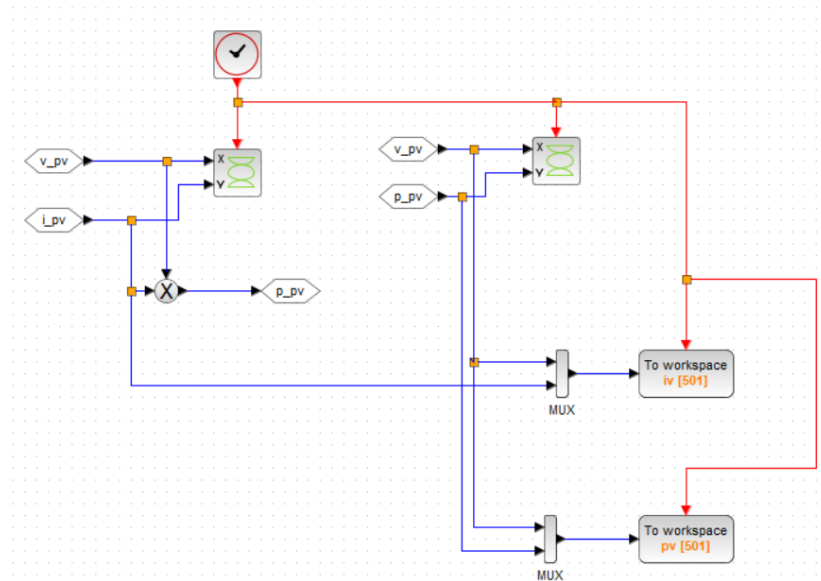 v_pv
X
Y
i_pv
X
p_pv
v_pv
X
Y
p_pv
MUX
To workspace
iv [501]
MUX
To workspace
pv [501]